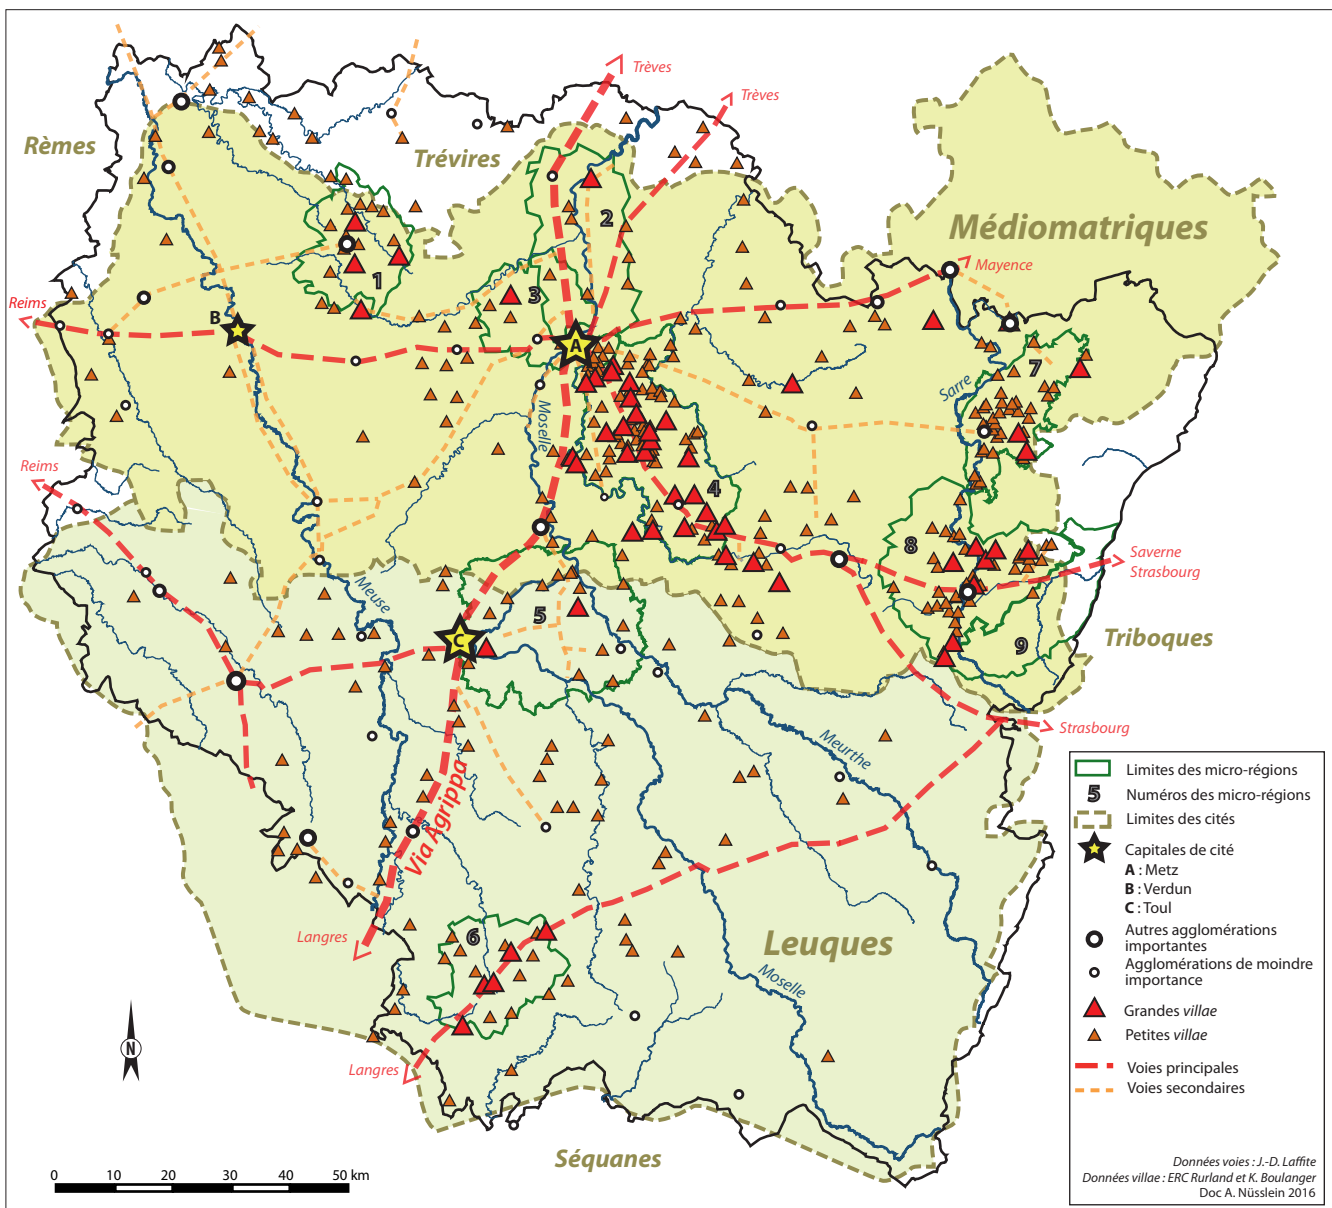 Trèves
Trèves
Rèmes
Trévires
2
Médiomatriques
Mayence
1
3
Reims
B
A
7
Sarre
Moselle
Reims
4
8
Saverne
Strasbourg
Meuse
5
C
Triboques
9
Strasbourg
Meurthe
Via Agrippa
Langres
6
Leuques
Moselle
Langres
N
Séquanes
0 10 20 30 40 50 km
Limites des micro-régions
5 Numéros des micro-régions
Limites des cités
Capitales de cité
A : Metz
B : Verdun
C : Toul
Autres agglomérations
importantes
Agglomérations de moindre
importance
Grandes villae
Petites villae
Voies principales
Voies secondaires
Données voies : J.-D. Laffite
Données villae : ERC Rurland et K. Boulanger
Doc A. Nüsslein 2016